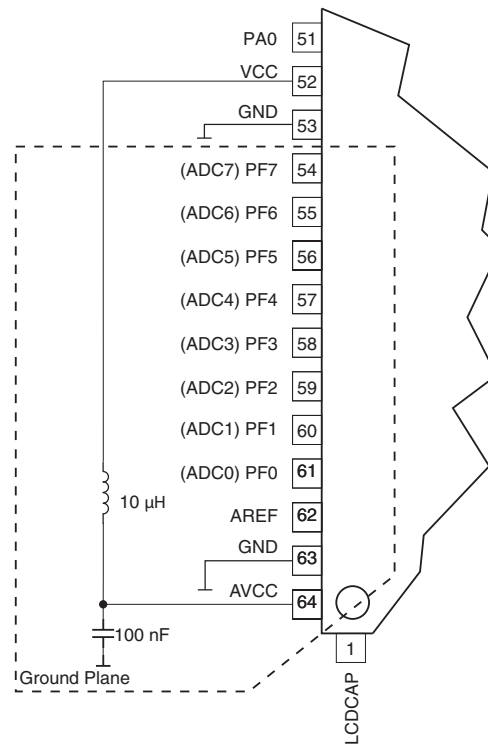 PA0 51
VCC 52
GND 53
(ADC7) PF7 54
(ADC6) PF6 55
(ADC5) PF5 56
(ADC4) PF4 57
(ADC3) PF3 58
(ADC2) PF2 59
(ADC1) PF1 60
(ADC0) PF0 61
10 µH
AREF 62
GND 63
AVCC 64
100 nF
1
Ground Plane
LCDCAP